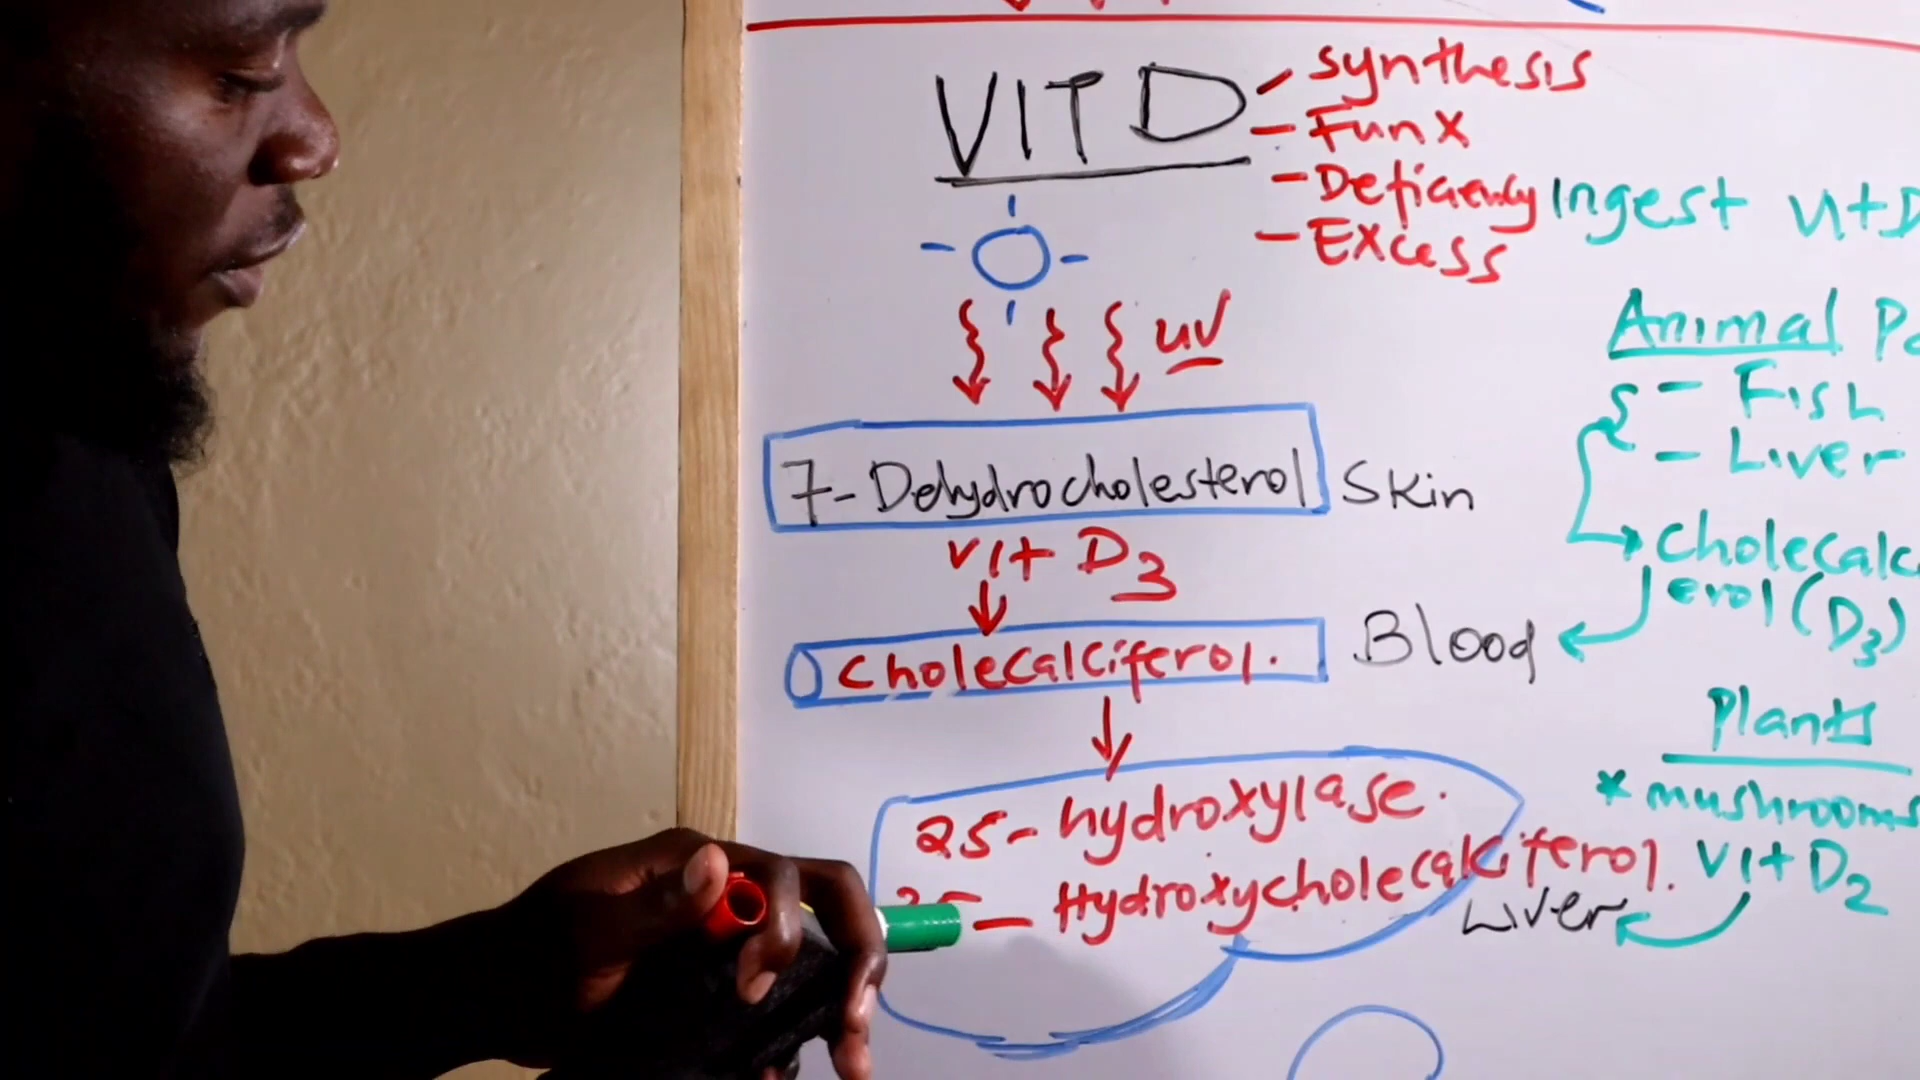 VIT D
- synthesis
- Funx
- Deficiency
- Excess
uv
7-Dehydrocholesterol
Skin
Vit D3
Cholecalciferol.
Blood
25-hydroxylase.
25-Hydroxycholecalciferol.
Liver
Ingest Vit D
Animal
- Fish
- Liver
Cholecalc
erol (D3)
Plants
* mushrooms
Vit D2